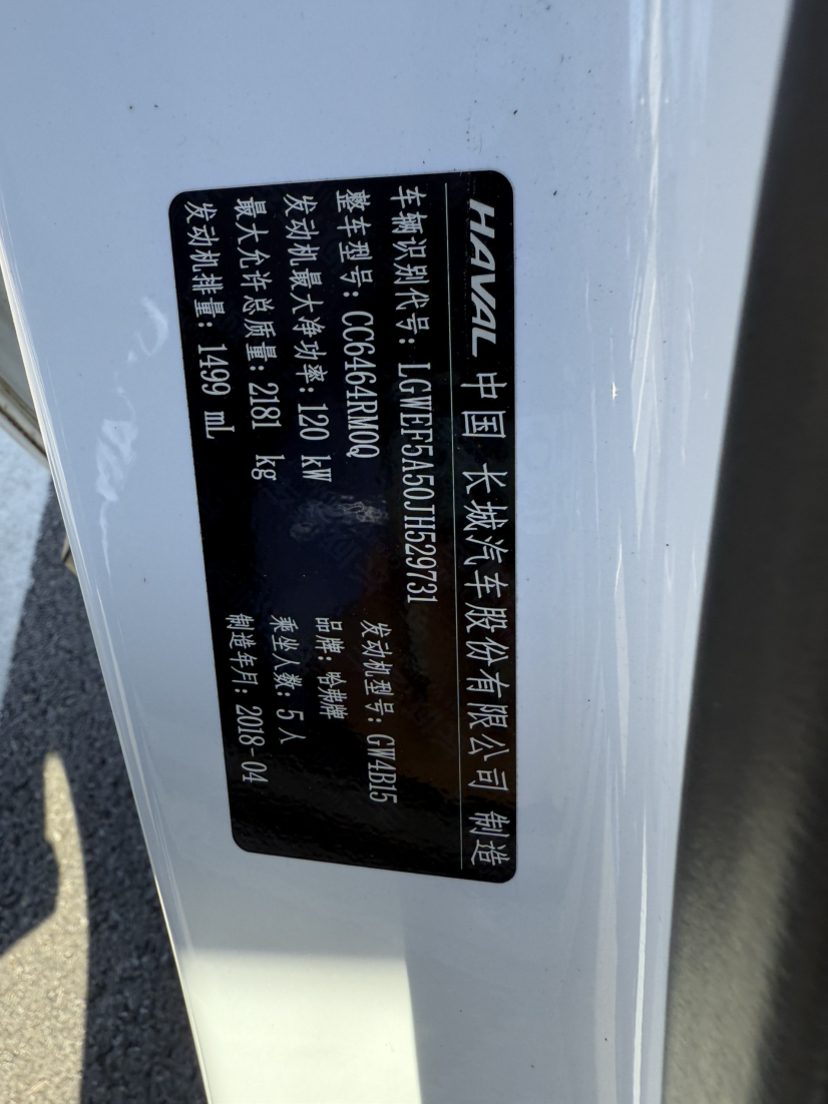 HAVAL 中国 长城汽车股份有限公司 制造
车辆识别代号: LGWEF5A50JH529731
整车型号: CC6464RM0Q 发动机型号: GW4B15
发动机最大净功率: 120 kW 品牌: 哈弗牌
最大允许总质量: 2181 kg 乘坐人数: 5 人
发动机排量: 1499 mL 制造年月: 2018-04